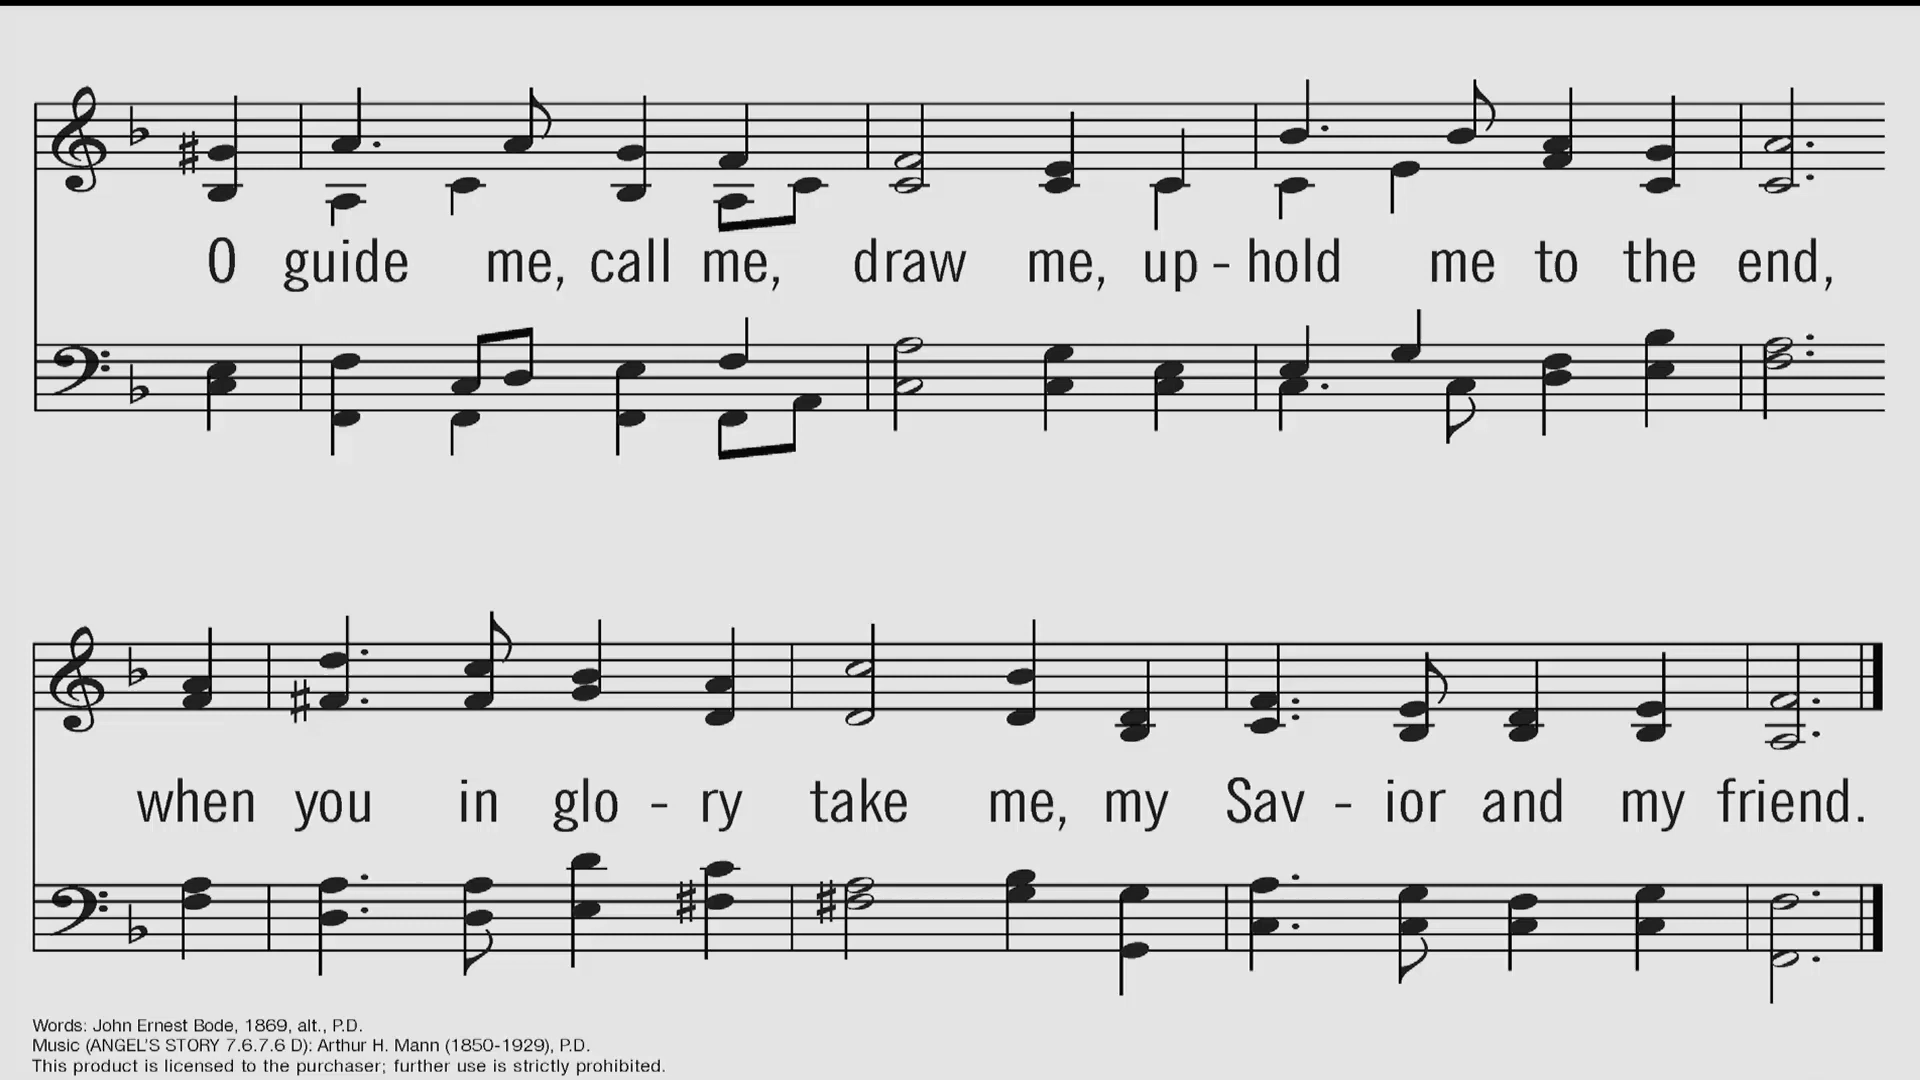 O guide me, call me, draw me, up - hold me to the end,
when you in glo - ry take me, my Sav - ior and my friend.
Words: John Ernest Bode, 1869, alt., P.D.
Music (ANGEL'S STORY 7.6.7.6 D): Arthur H. Mann (1850-1929), P.D.
This product is licensed to the purchaser; further use is strictly prohibited.